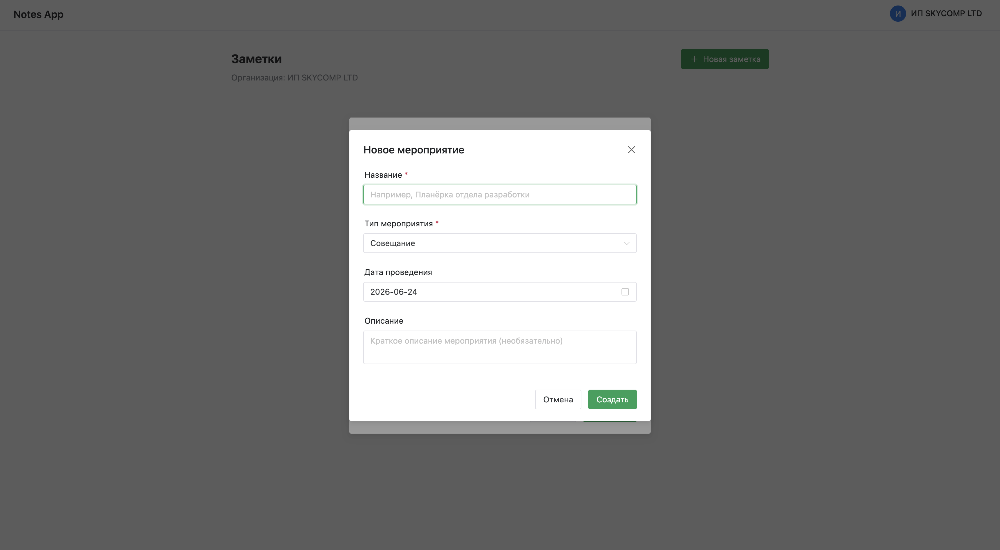 Notes App
И ИП SKYCOMP LTD
Заметки
+ Новая заметка
Организация: ИП SKYCOMP LTD
Новое мероприятие
Название *
Например, Планёрка отдела разработки
Тип мероприятия *
Совещание
Дата проведения
2026-06-24
Описание
Краткое описание мероприятия (необязательно)
Отмена
Создать